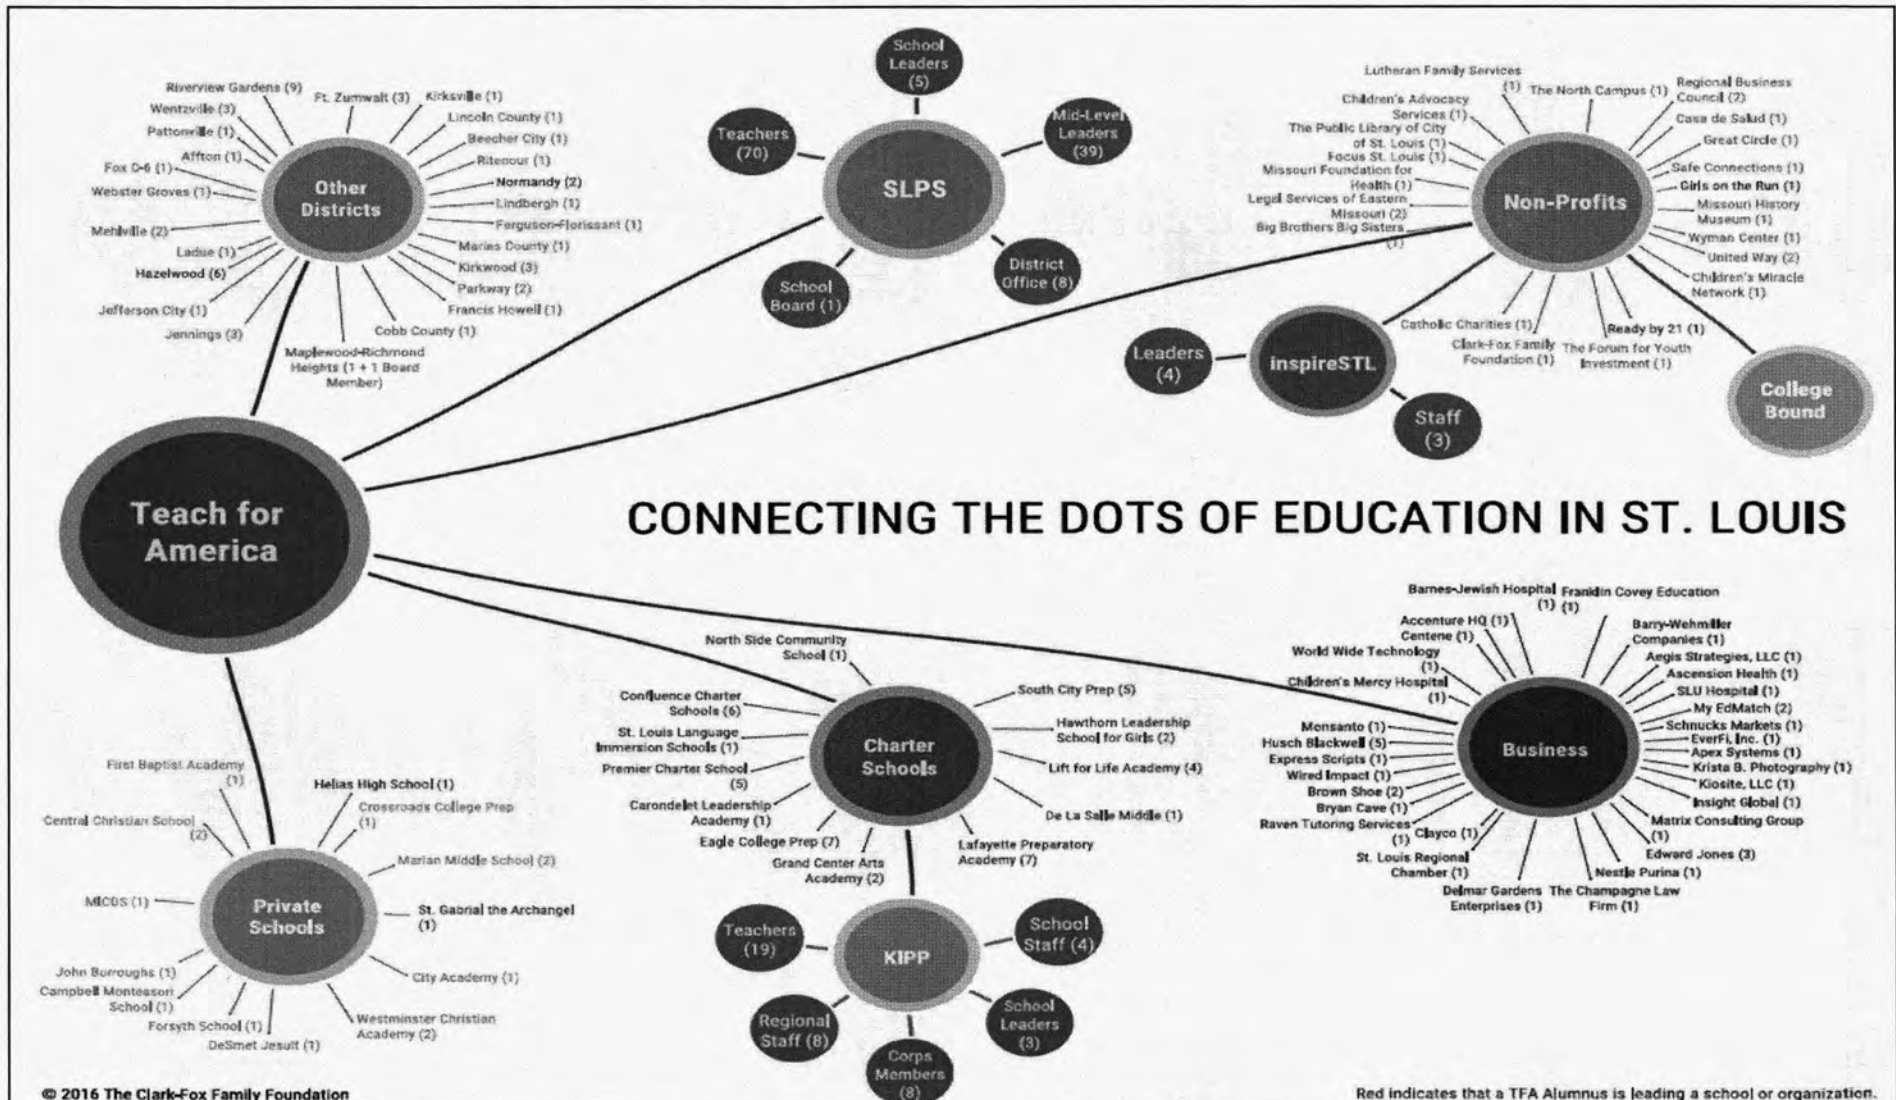 Riverview Gardens (9)
Ft. Zumwalt (3)
Kirksville (1)
Wentzville (3)
Lincoln County (1)
Pattonville (1)
Beecher City (1)
Affton (1)
Ritenour (1)
Fox D-6 (1)
Normandy (2)
Webster Groves (1)
Lindbergh (1)
Mehlville (2)
Ferguson-Florissant (1)
Ladue (1)
Maries County (1)
Hazelwood (6)
Kirkwood (3)
Parkway (2)
Jefferson City (1)
Francis Howell (1)
Jennings (3)
Cobb County (1)
Maplewood-Richmond
Heights (1 + 1 Board
Member)
Other
Districts
School
Leaders
(5)
Teachers
(70)
Mid-Level
Leaders
(39)
SLPS
School
Board (1)
District
Office (8)
Lutheran Family Services
(1)
The North Campus (1)
Regional Business
Council (2)
Children's Advocacy
Services (1)
Casa de Salud (1)
The Public Library of City
of St. Louis (1)
Great Circle (1)
Focus St. Louis (1)
Safe Connections (1)
Missouri Foundation for
Health (1)
Girls on the Run (1)
Legal Services of Eastern
Missouri (2)
Missouri History
Museum (1)
Big Brothers Big Sisters
(1)
Wyman Center (1)
United Way (2)
Children's Miracle
Network (1)
Non-Profits
Catholic Charities (1)
Ready by 21 (1)
Clark-Fox Family
Foundation (1)
The Forum for Youth
Investment (1)
Leaders
(4)
inspireSTL
Staff
(3)
College
Bound
Teach for
America
CONNECTING THE DOTS OF EDUCATION IN ST. LOUIS
First Baptist Academy
(1)
Helias High School (1)
Crossroads College Prep
(1)
Central Christian School
(2)
Marian Middle School (2)
MICDS (1)
St. Gabrial the Archangel
(1)
Private
Schools
John Burroughs (1)
City Academy (1)
Campbell Montessori
School (1)
Forsyth School (1)
Westminster Christian
Academy (2)
DeSmet Jesuit (1)
North Side Community
School (1)
South City Prep (5)
Confluence Charter
Schools (6)
Hawthorn Leadership
School for Girls (2)
St. Louis Language
Immersion Schools (1)
Charter
Schools
Premier Charter School
(5)
Lift for Life Academy (4)
Carondelet Leadership
Academy (1)
De La Salle Middle (1)
Eagle College Prep (7)
Lafayette Preparatory
Academy (7)
Grand Center Arts
Academy (2)
Teachers
(19)
KIPP
School
Staff (4)
Regional
Staff (8)
School
Leaders
(3)
Corps
Members
(8)
Barnes-Jewish Hospital
(1)
Franklin Covey Education
(1)
Accenture HQ (1)
Centene (1)
Barry-Wehmiller
Companies (1)
World Wide Technology
(1)
Aegis Strategies, LLC (1)
Ascension Health (1)
Children's Mercy Hospital
(1)
SLU Hospital (1)
My EdMatch (2)
Monsanto (1)
Schnucks Markets (1)
Husch Blackwell (5)
EverFi, Inc. (1)
Express Scripts (1)
Apex Systems (1)
Wired Impact (1)
Krista B. Photography (1)
Brown Shoe (2)
Kiosite, LLC (1)
Bryan Cave (1)
Insight Global (1)
Raven Tutoring Services
(1)
Clayco (1)
Matrix Consulting Group
(1)
St. Louis Regional
Chamber (1)
Edward Jones (3)
Nestle Purina (1)
Delmar Gardens
Enterprises (1)
The Champagne Law
Firm (1)
Business
© 2016 The Clark-Fox Family Foundation
Red indicates that a TFA Alumnus is leading a school or organization.